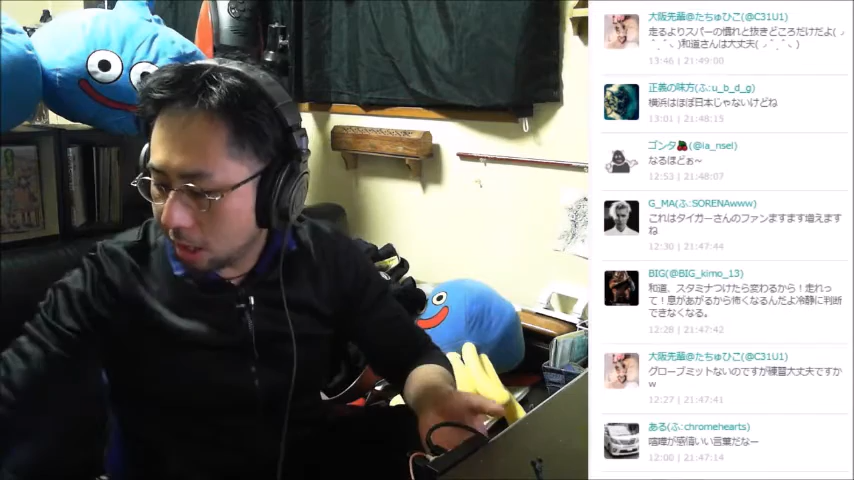 大阪先輩@たちゅひこ(@C31U1)
走るよりスパーの慣れと抜きどころだけだよ(
)和道さんは大丈夫(
13:46 | 21:49:00
正義の味方(ふ:u_b_d_g)
横浜はほぼ日本じゃないけどね
13:01 | 21:48:15
ゴンタ🍒(@ia_nsel)
なるほどぉ~
12:53 | 21:48:07
G_MA(ふ:SORENAwww)
これはタイガーさんのファンますます増えます
ね
12:30 | 21:47:44
BIG(@BIG_kimo_13)
和道、スタミナつけたら変わるから!走れっ
て!息があがるから怖くなるんだよ冷静に判断
できなくなる。
12:28 | 21:47:42
大阪先輩@たちゅひこ(@C31U1)
グローブミットないのですが練習大丈夫ですか
w
12:27 | 21:47:41
ある(ふ:chromehearts)
喧嘩が感慨いい言葉だなー
12:00 | 21:47:14